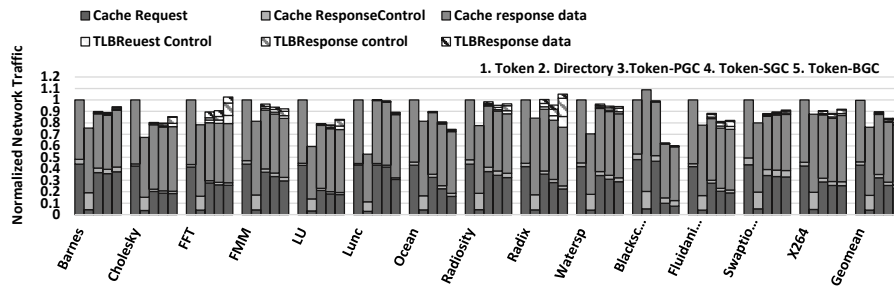 Cache Request
Cache ResponseControl
Cache response data
TLBReuest Control
TLBResponse control
TLBResponse data
1. Token 2. Directory 3.Token-PGC 4. Token-SGC 5. Token-BGC
Normalized Network Traffic
1.2
1.1
1
0.9
0.8
0.7
0.6
0.5
0.4
0.3
0.2
0.1
0
Barnes
Cholesky
FFT
FMM
LU
Lunc
Ocean
Radiosity
Radix
Watersp
Blacksc...
Fluidani...
Swaptio...
X264
Geomean